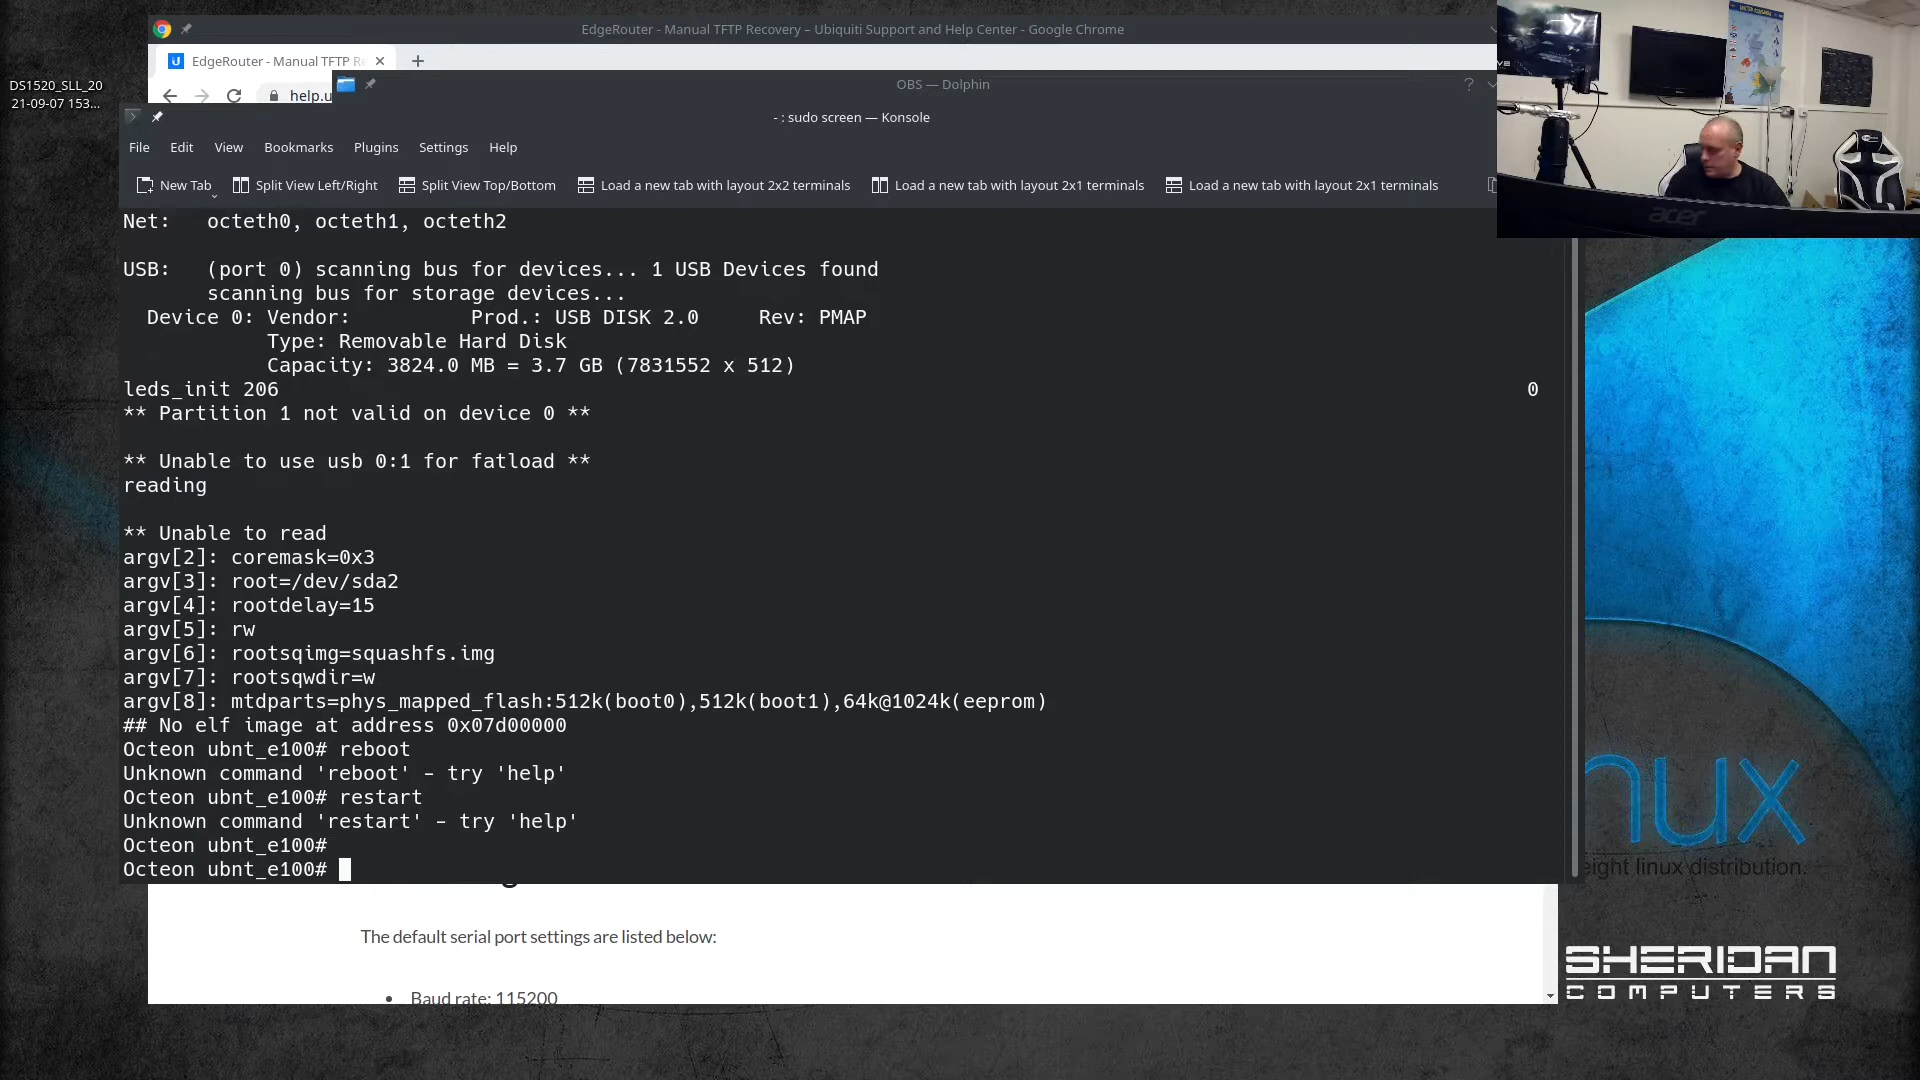 EdgeRouter - Manual TFTP Recovery – Ubiquiti Support and Help Center - Google Chrome
EdgeRouter - Manual TFTP R
help.u
OBS — Dolphin
DS1520_SLL_20
21-09-07 153...
- : sudo screen — Konsole
File Edit View Bookmarks Plugins Settings Help
New Tab Split View Left/Right Split View Top/Bottom Load a new tab with layout 2x2 terminals Load a new tab with layout 2x1 terminals Load a new tab with layout 2x1 terminals
acer
Net:   octeth0, octeth1, octeth2
USB:   (port 0) scanning bus for devices... 1 USB Devices found
scanning bus for storage devices...
Device 0: Vendor:          Prod.: USB DISK 2.0     Rev: PMAP
Type: Removable Hard Disk
Capacity: 3824.0 MB = 3.7 GB (7831552 x 512)
leds_init 206 0
** Partition 1 not valid on device 0 **
** Unable to use usb 0:1 for fatload **
reading
** Unable to read
argv[2]: coremask=0x3
argv[3]: root=/dev/sda2
argv[4]: rootdelay=15
argv[5]: rw
argv[6]: rootsqimg=squashfs.img
argv[7]: rootsqwdir=w
argv[8]: mtdparts=phys_mapped_flash:512k(boot0),512k(boot1),64k@1024k(eeprom)
## No elf image at address 0x07d00000
Octeon ubnt_e100# reboot
Unknown command 'reboot' - try 'help'
Octeon ubnt_e100# restart
Unknown command 'restart' - try 'help'
Octeon ubnt_e100#
Octeon ubnt_e100#
nux
eight linux distribution.
The default serial port settings are listed below:
Baud rate: 115200
SHERIDAN
COMPUTERS